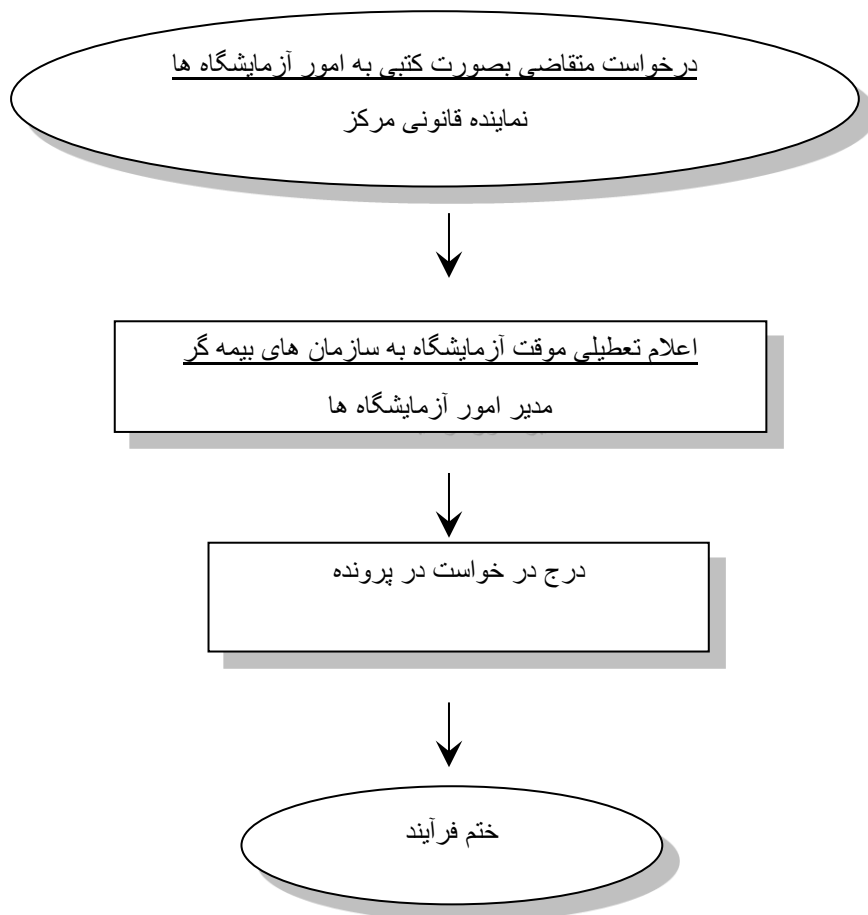 درخواست متقاضی بصورت کتبی به امور آزمایشگاه ها
نماینده قانونی مرکز
اعلام تعطیلی موقت آزمایشگاه به سازمان های بیمه گر
مدیر امور آزمایشگاه ها
درج در خواست در پرونده
ختم فرآیند